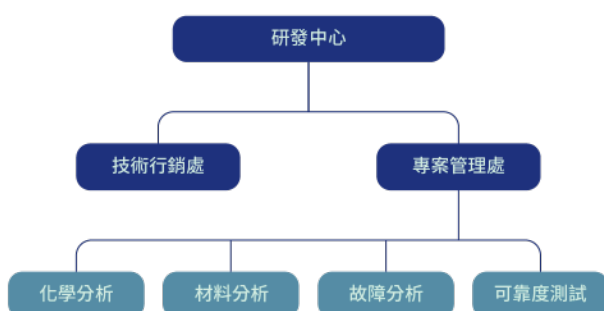 研發中心
技術行銷處
專案管理處
化學分析
材料分析
故障分析
可靠度測試